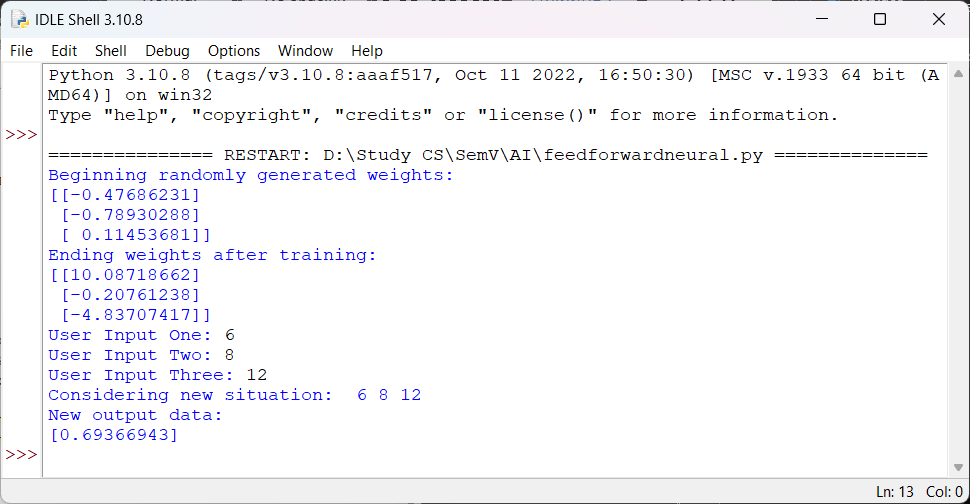 IDLE Shell 3.10.8
File Edit Shell Debug Options Window Help
Python 3.10.8 (tags/v3.10.8:aaaf517, Oct 11 2022, 16:50:30) [MSC v.1933 64 bit (A
MD64)] on win32
Type "help", "copyright", "credits" or "license()" for more information.
>>>
=============== RESTART: D:\Study CS\SemV\AI\feedforwardneural.py ==============
Beginning randomly generated weights:
[[-0.47686231]
 [-0.78930288]
 [ 0.11453681]]
Ending weights after training:
[[10.08718662]
 [-0.20761238]
 [-4.83707417]]
User Input One: 6
User Input Two: 8
User Input Three: 12
Considering new situation:  6 8 12
New output data:
[0.69366943]
>>>
Ln: 13 Col: 0